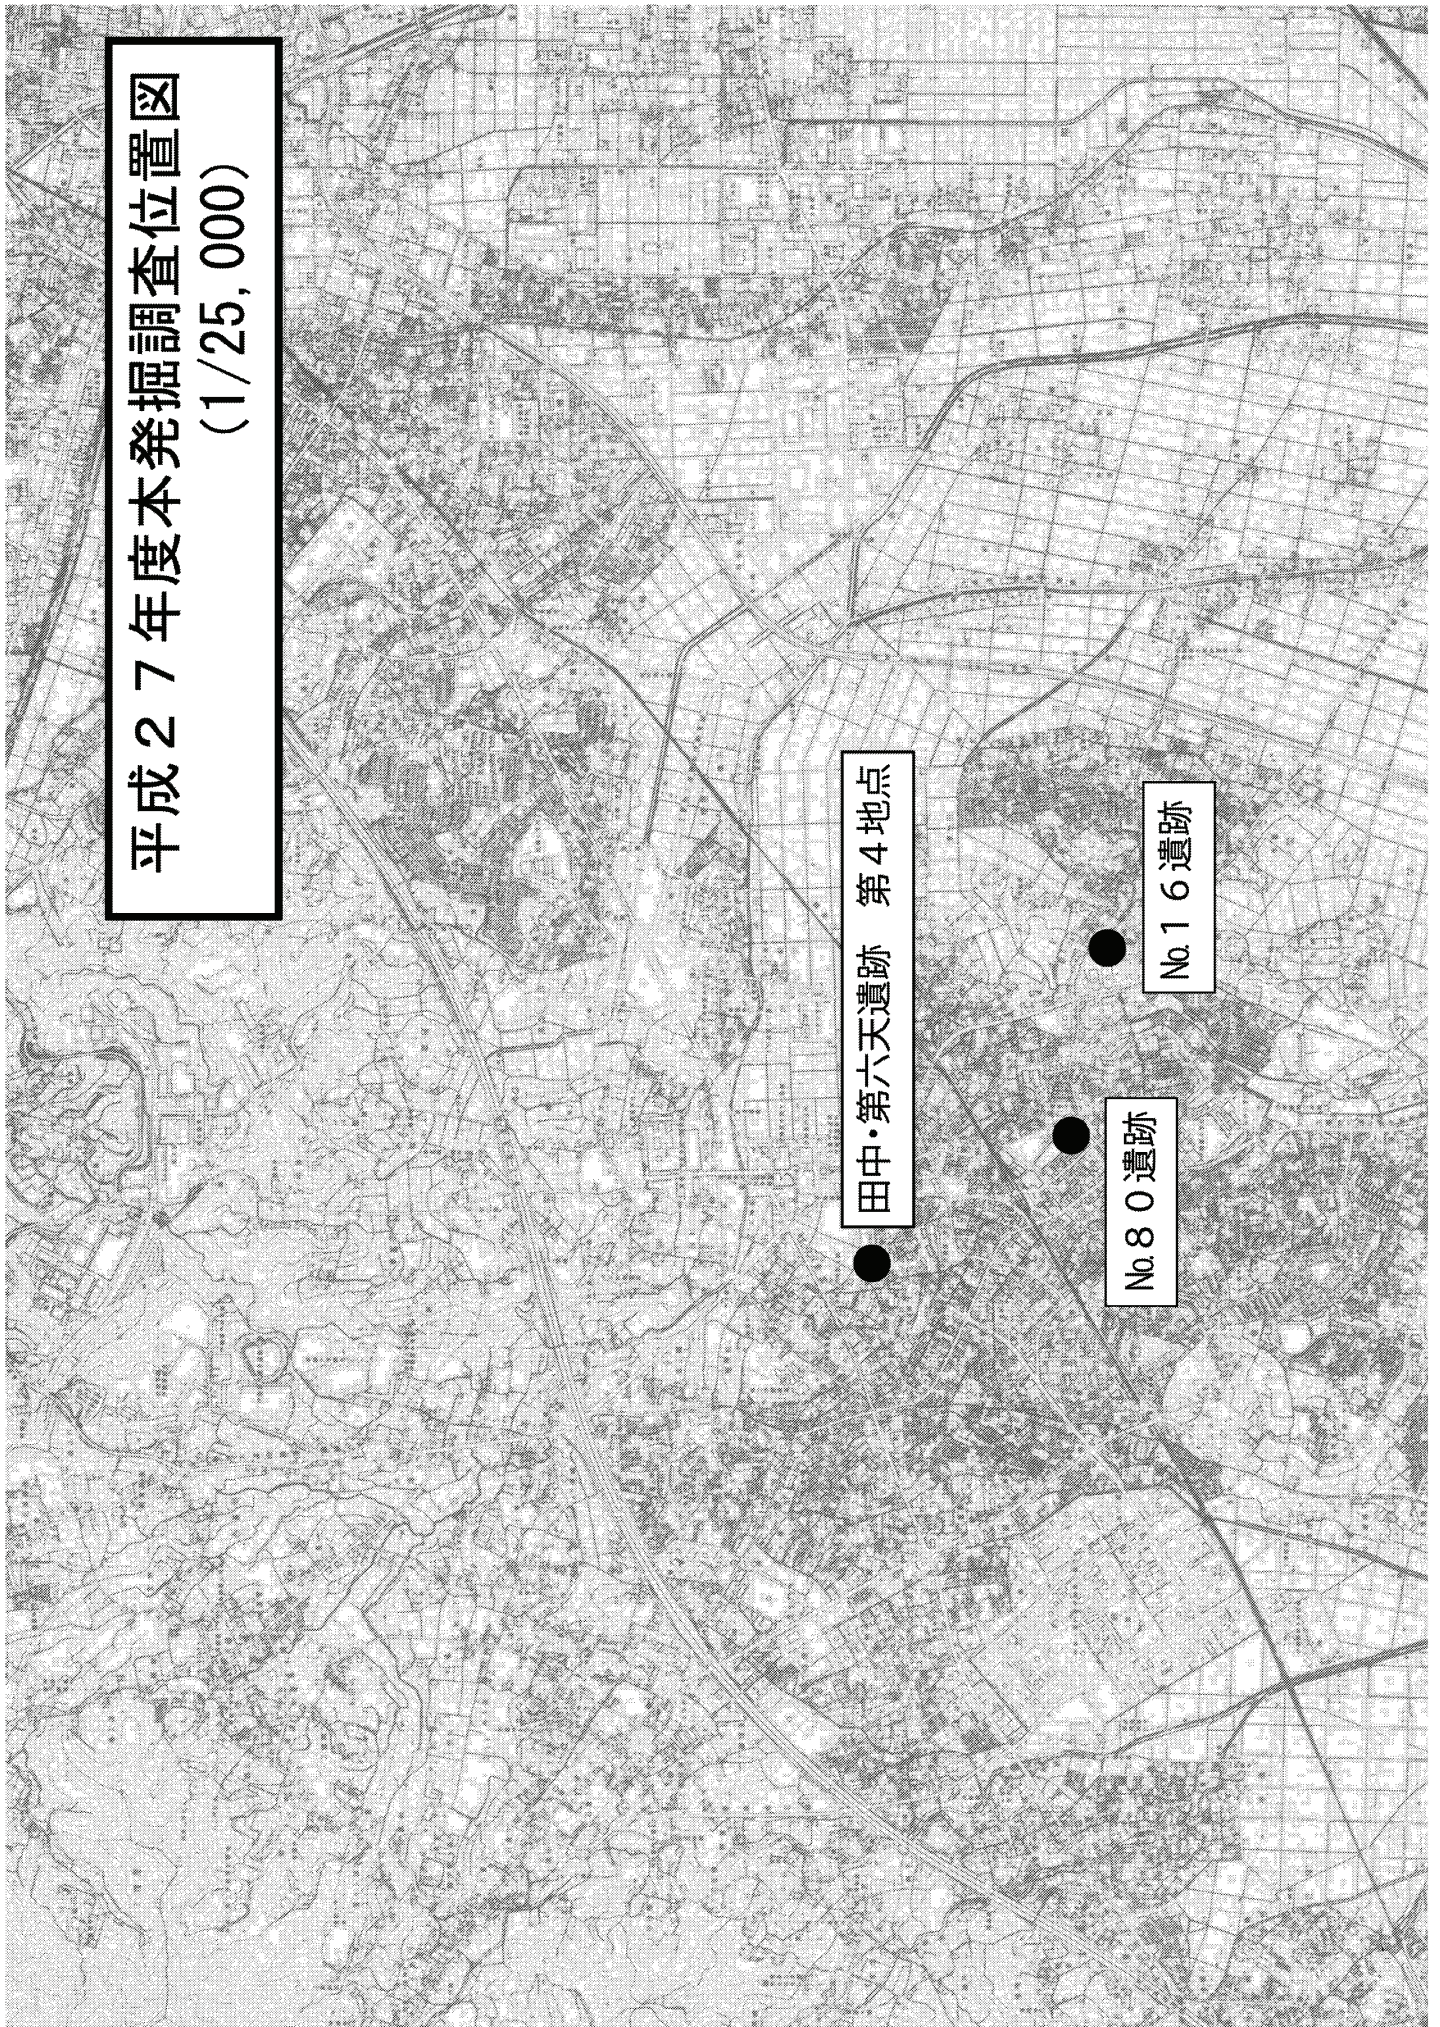 平成２７年度本発掘調査位置図
(1/25,000)
田中・第六天遺跡　第４地点
№１６遺跡
№８０遺跡